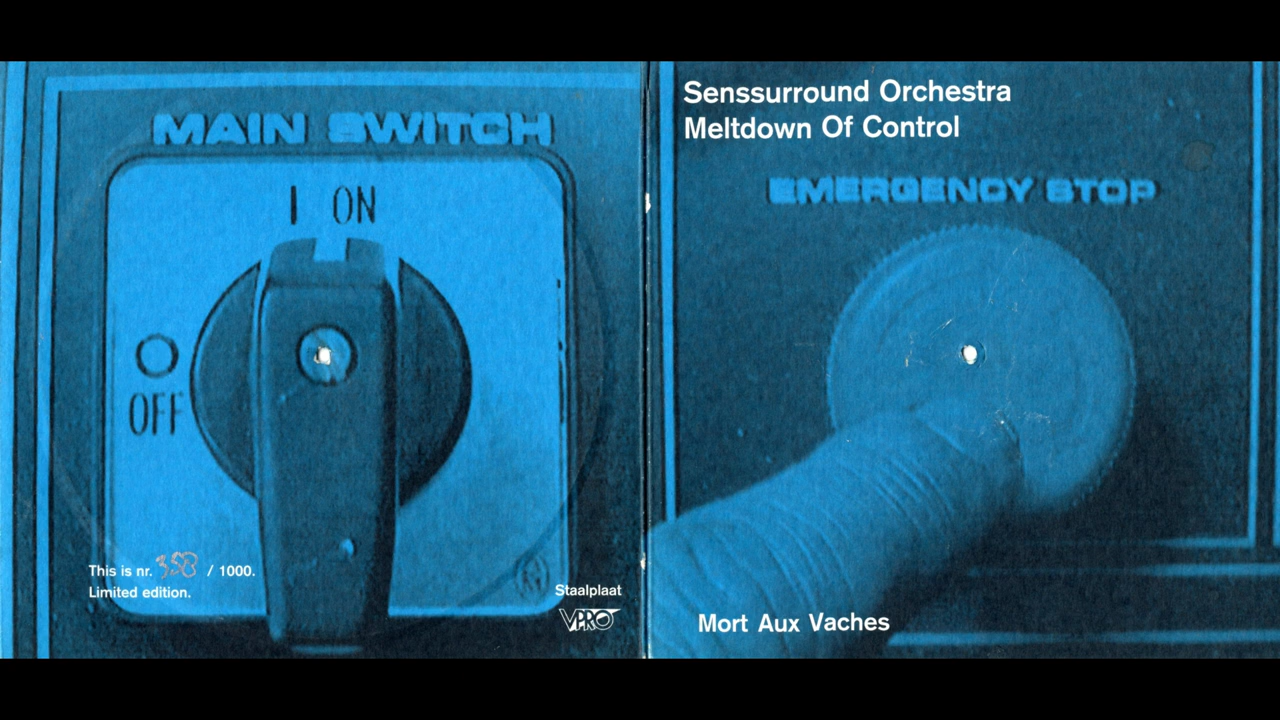 MAIN SWITCH
I ON
OFF
This is nr. 358 / 1000.
Limited edition.
Staalplaat
VPRO
Senssurround Orchestra
Meltdown Of Control
EMERGENCY STOP
Mort Aux Vaches